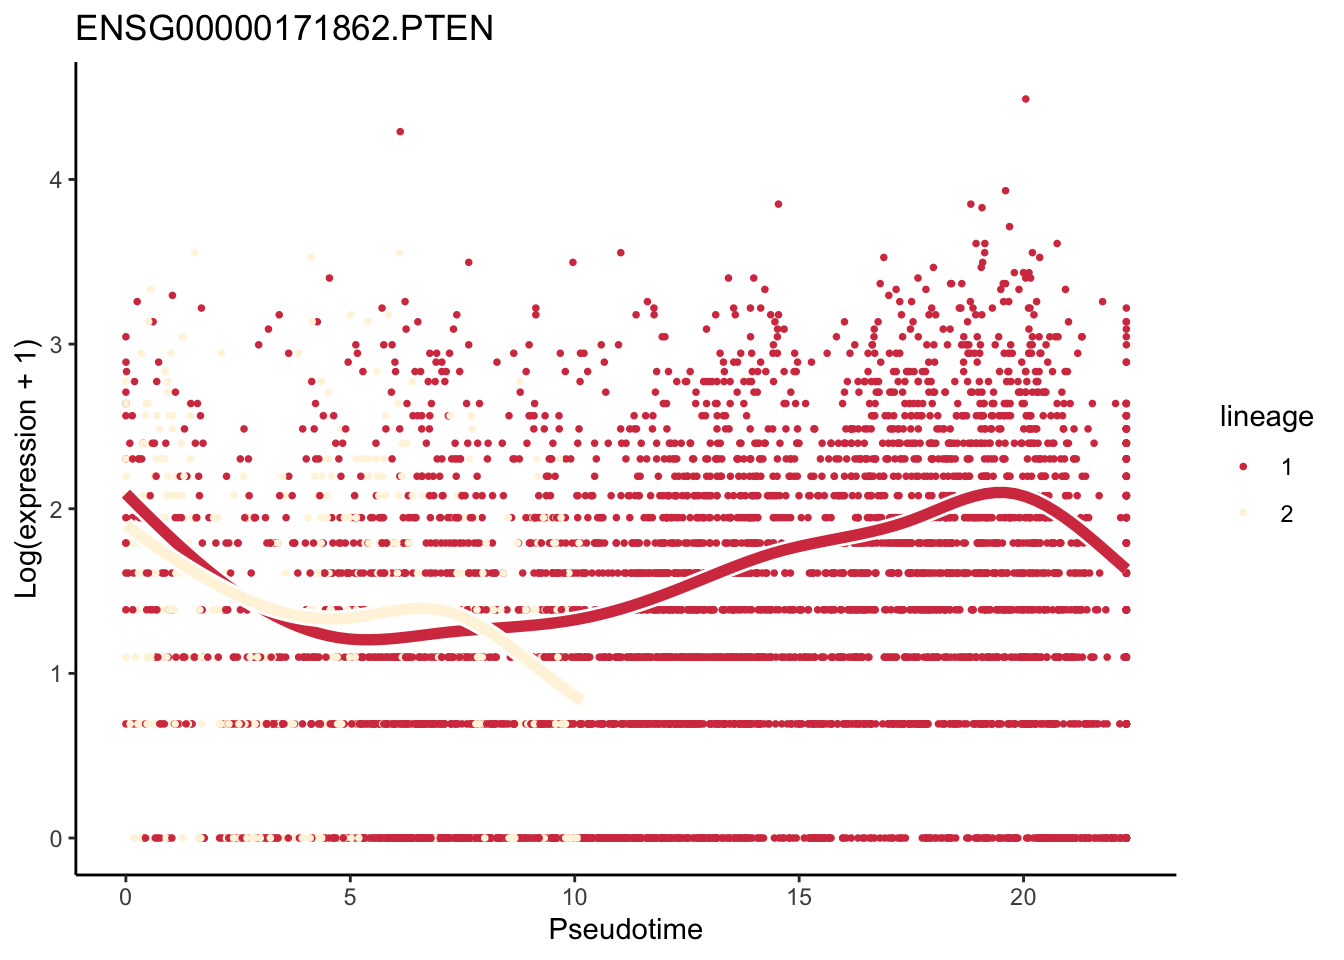 ENSG00000171862.PTEN
Log(expression + 1)
4
3
2
1
0
0 5 10 15 20
Pseudotime
lineage
1
2